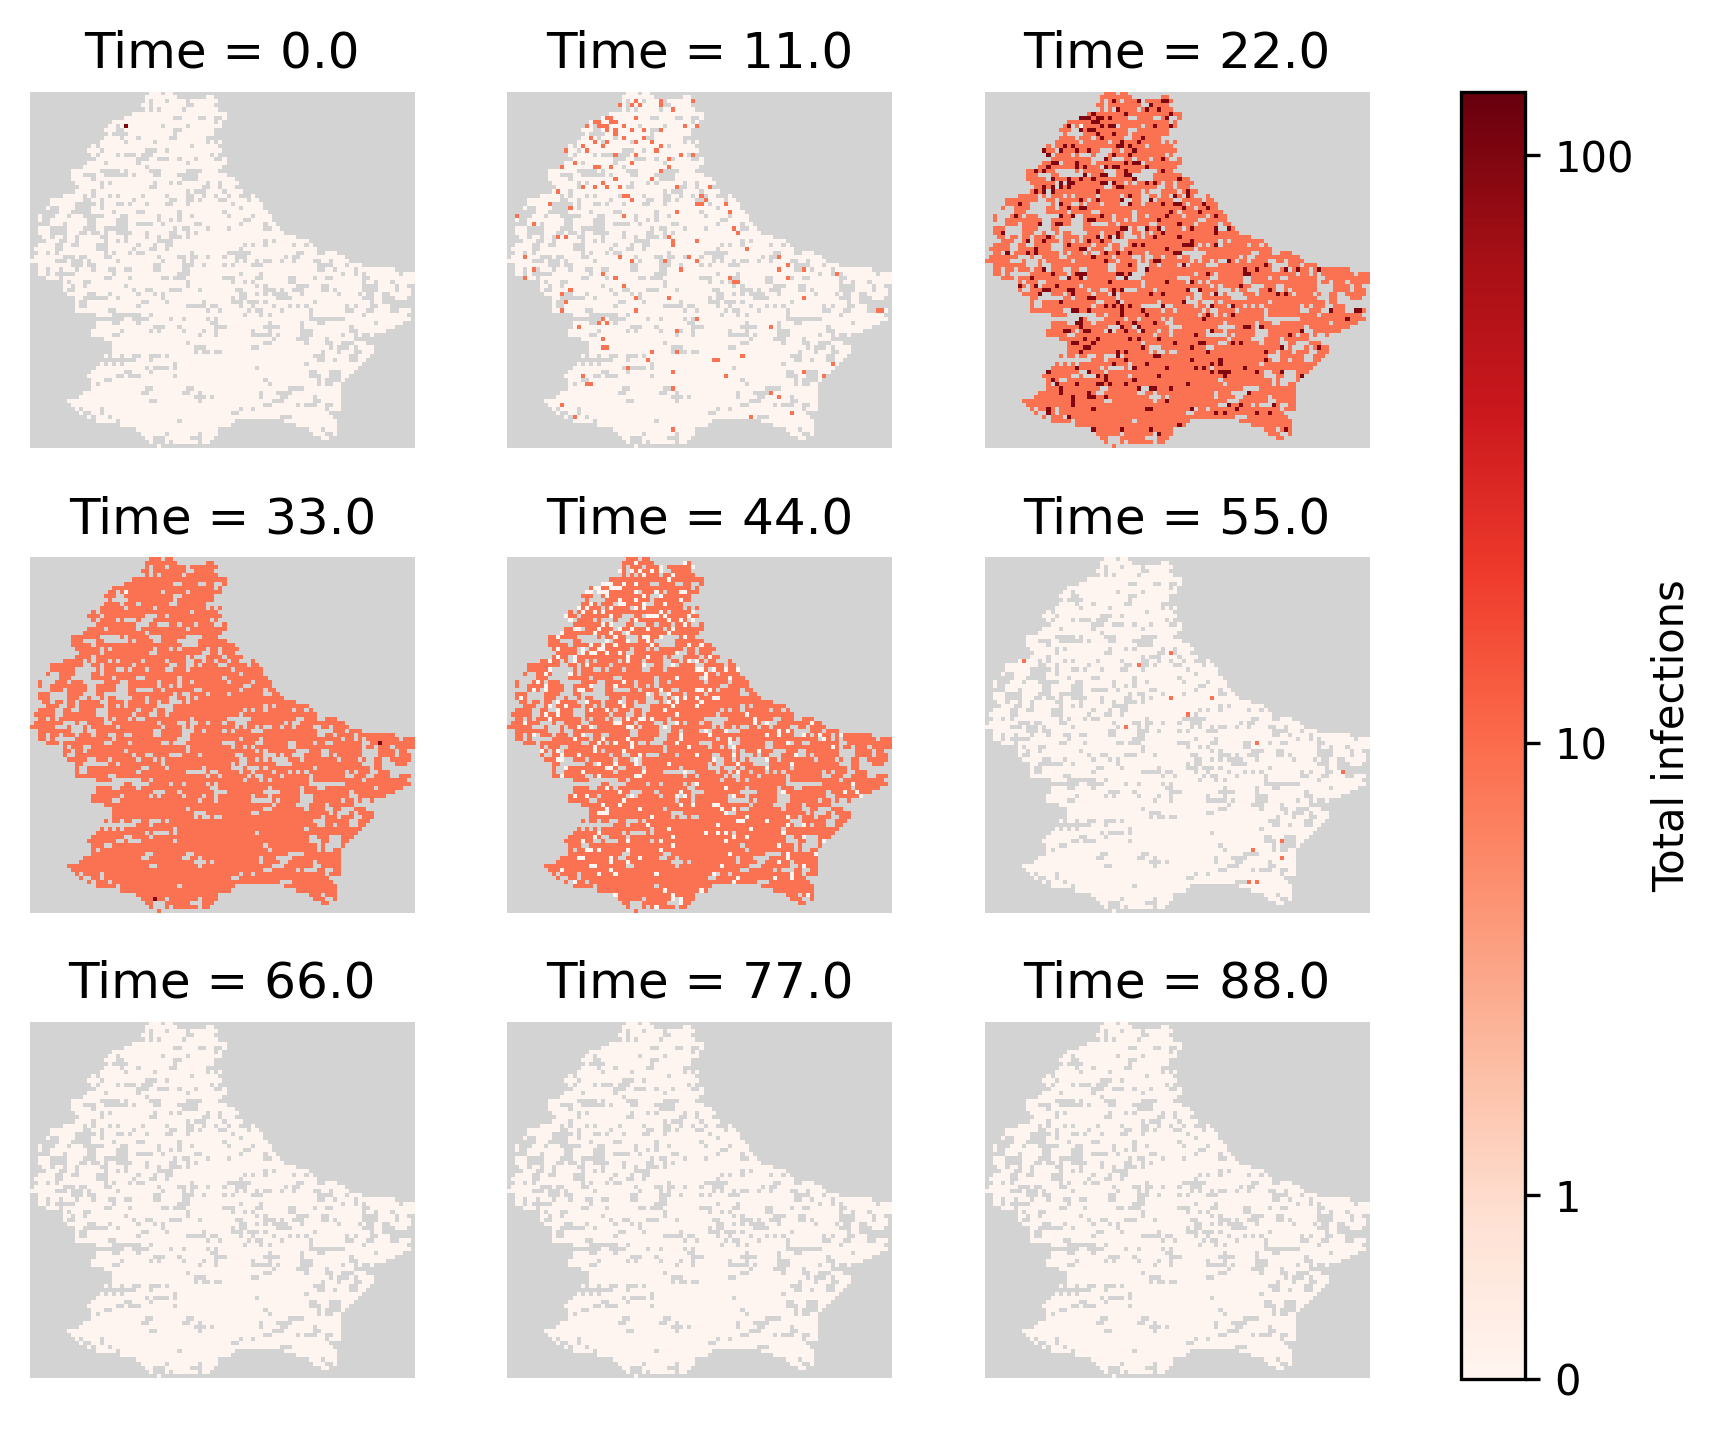 Time = 0.0
Time = 11.0
Time = 22.0
Time = 33.0
Time = 44.0
Time = 55.0
Time = 66.0
Time = 77.0
Time = 88.0
100
10
1
0
Total infections